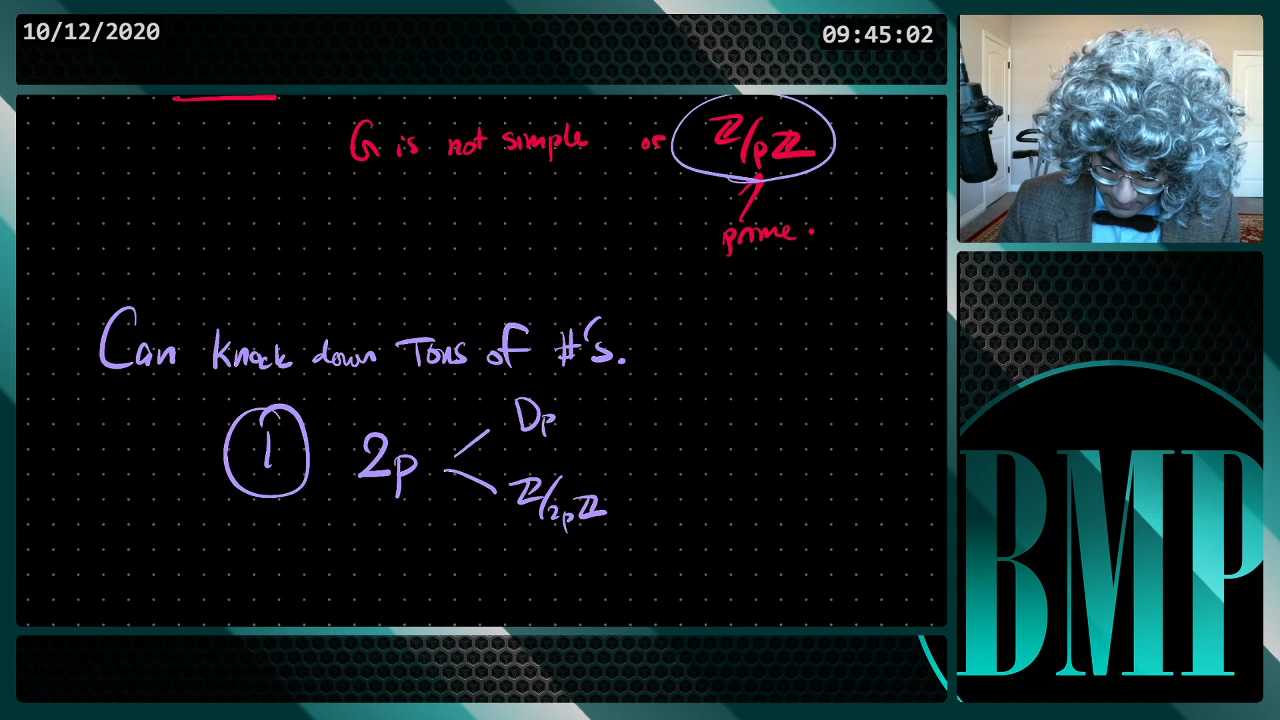 10/12/2020
09:45:02
G is not simple or ℤ/pℤ
prime.
Can knock down Tons of #'s.
1 2p
Dp
ℤ/2pℤ
BMP